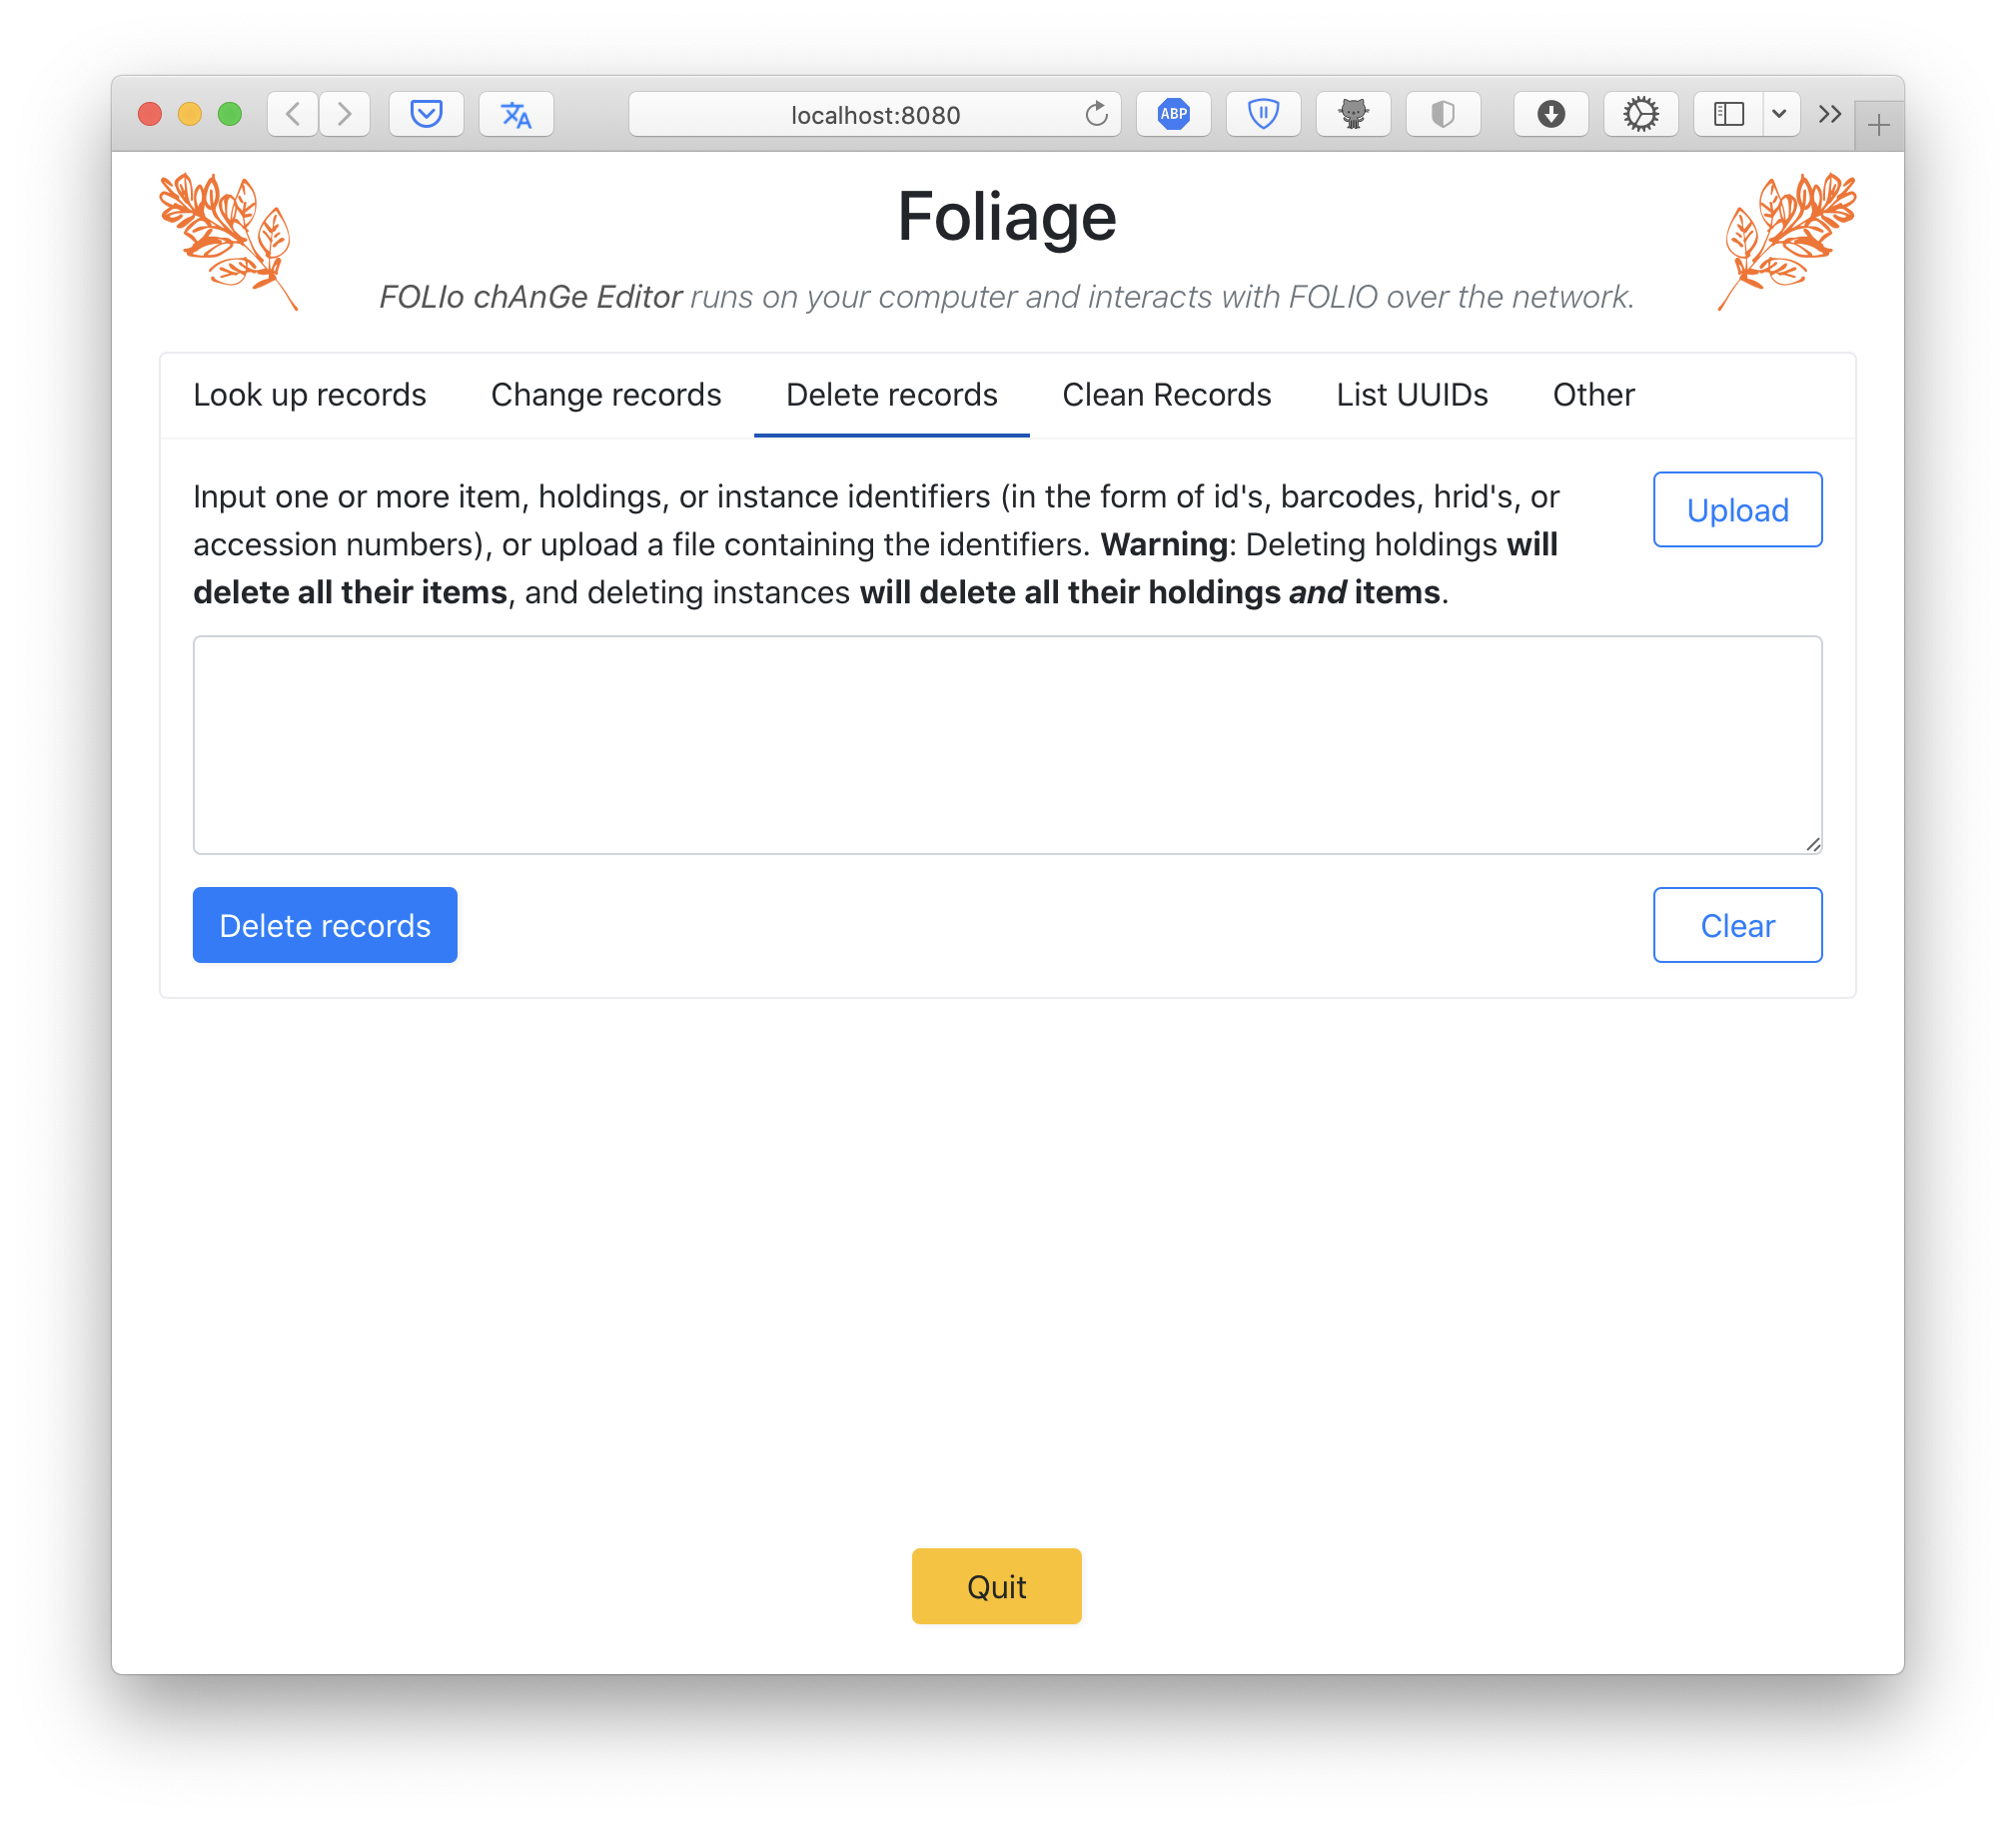 localhost:8080
ABP
Foliage
FOLIo chAnGe Editor runs on your computer and interacts with FOLIO over the network.
Look up records Change records Delete records Clean Records List UUIDs Other
Input one or more item, holdings, or instance identifiers (in the form of id's, barcodes, hrid's, or
accession numbers), or upload a file containing the identifiers. Warning: Deleting holdings will
delete all their items, and deleting instances will delete all their holdings and items.
Upload
Delete records
Clear
Quit